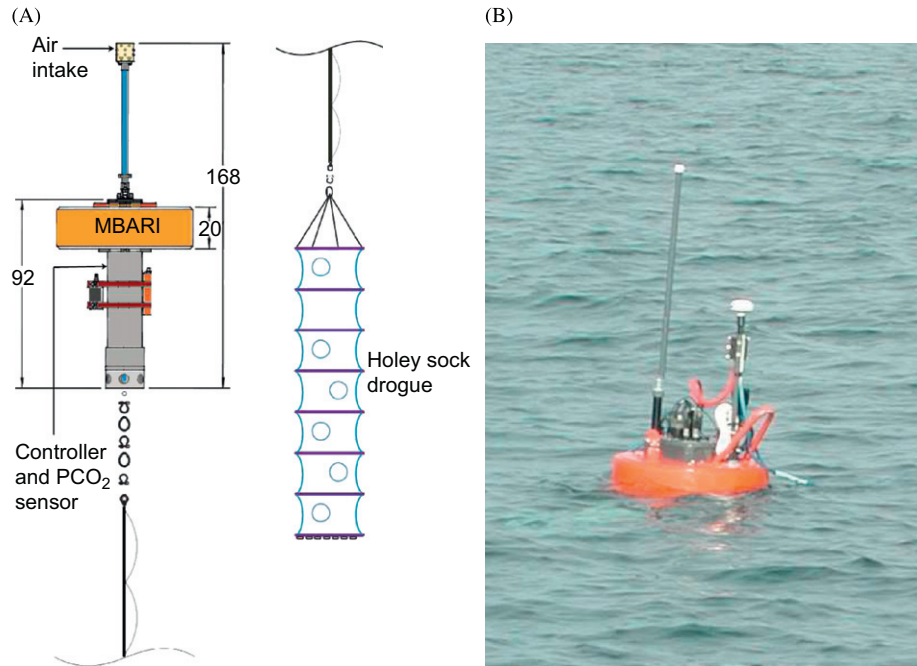 (A)
(B)
Air
intake
168
MBARI
20
92
Holey sock
drogue
Controller
and PCO₂
sensor